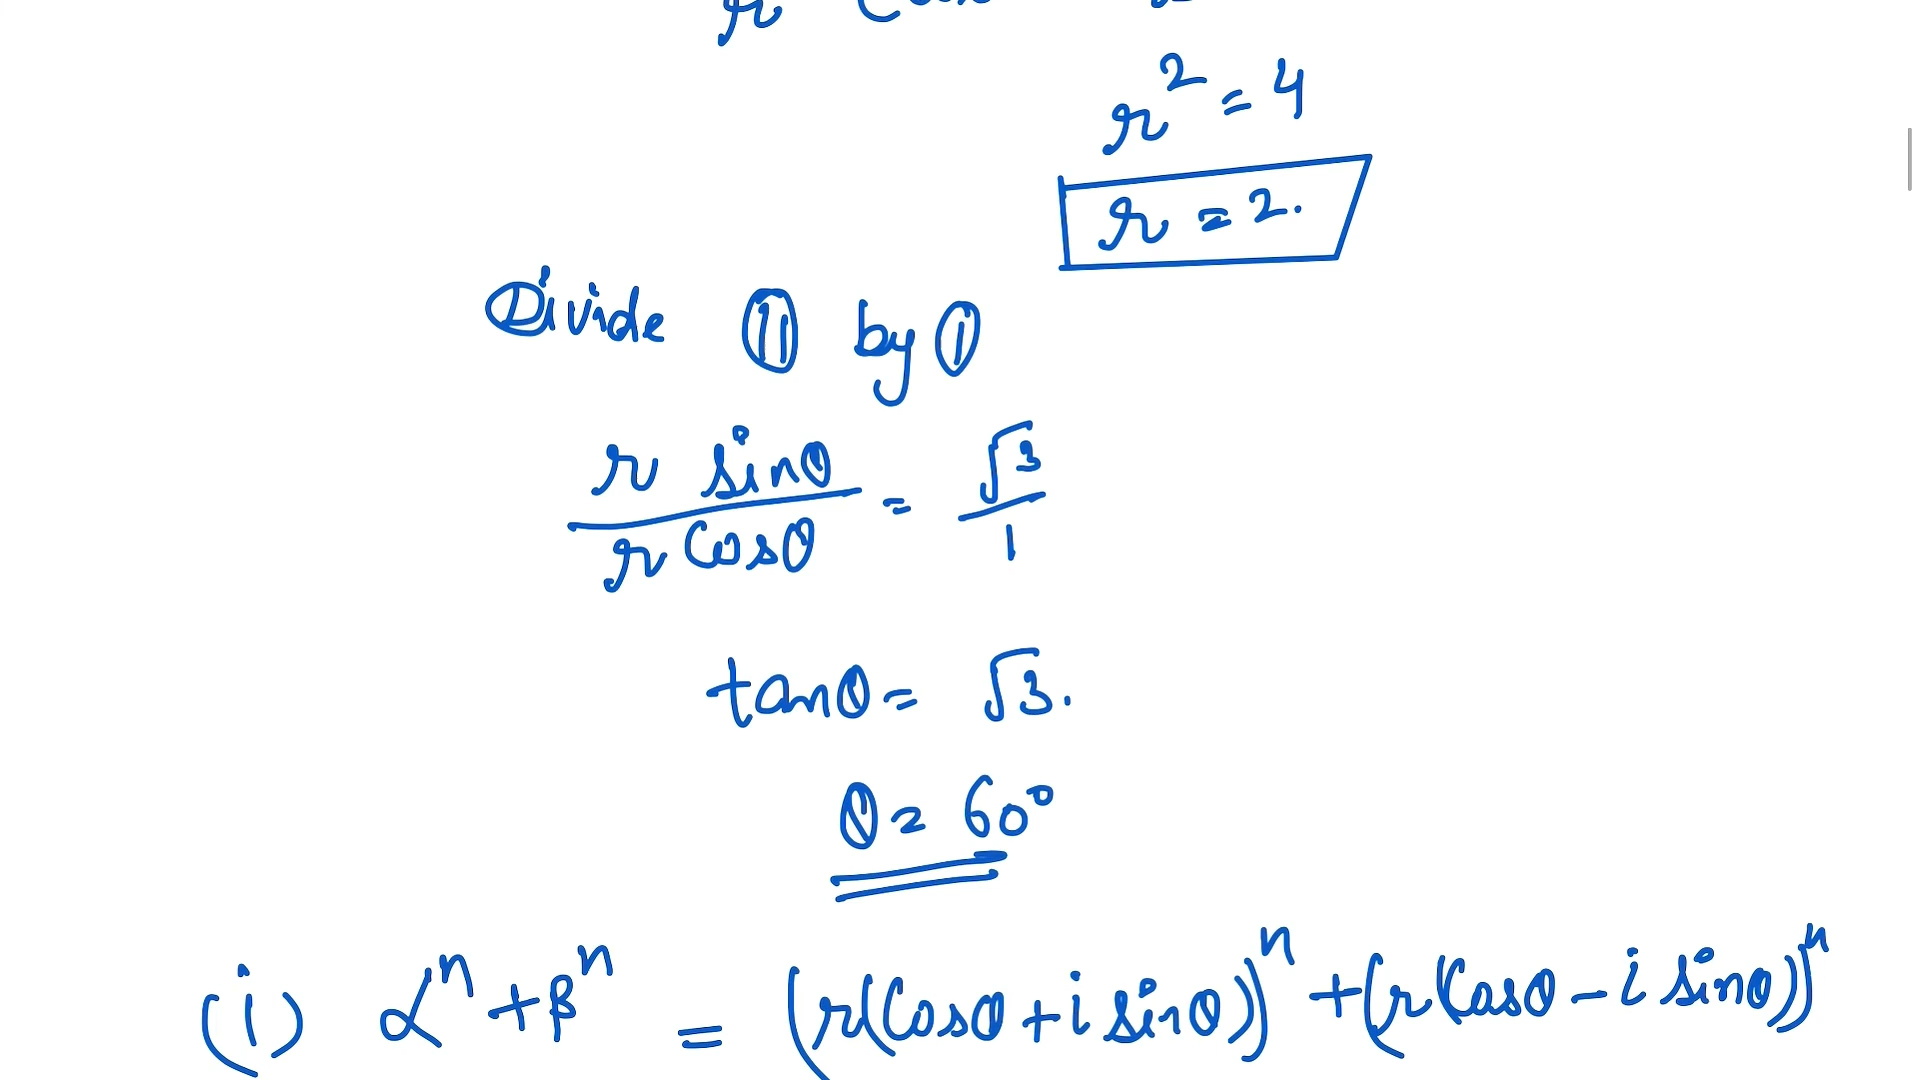 r² = 4
r = 2.
Divide (II) by (I)
r sinθ / r Cosθ = √3 / 1
tanθ = √3.
θ = 60°
(i) αⁿ + βⁿ = (r(Cosθ + i sinθ))ⁿ + (r(Cosθ - i sinθ))ⁿ